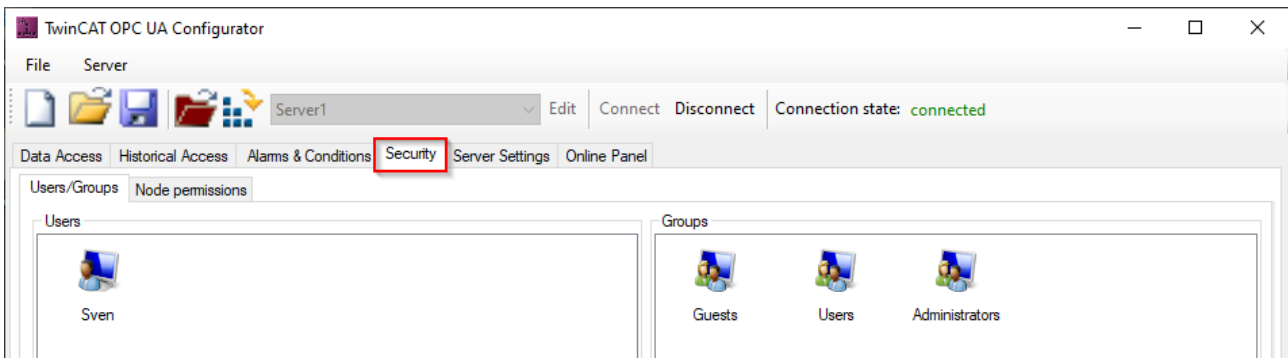 TwinCAT OPC UA Configurator
File Server
Server1 Edit Connect Disconnect Connection state: connected
Data Access Historical Access Alarms & Conditions Security Server Settings Online Panel
Users/Groups Node permissions
Users Groups
Sven Guests Users Administrators